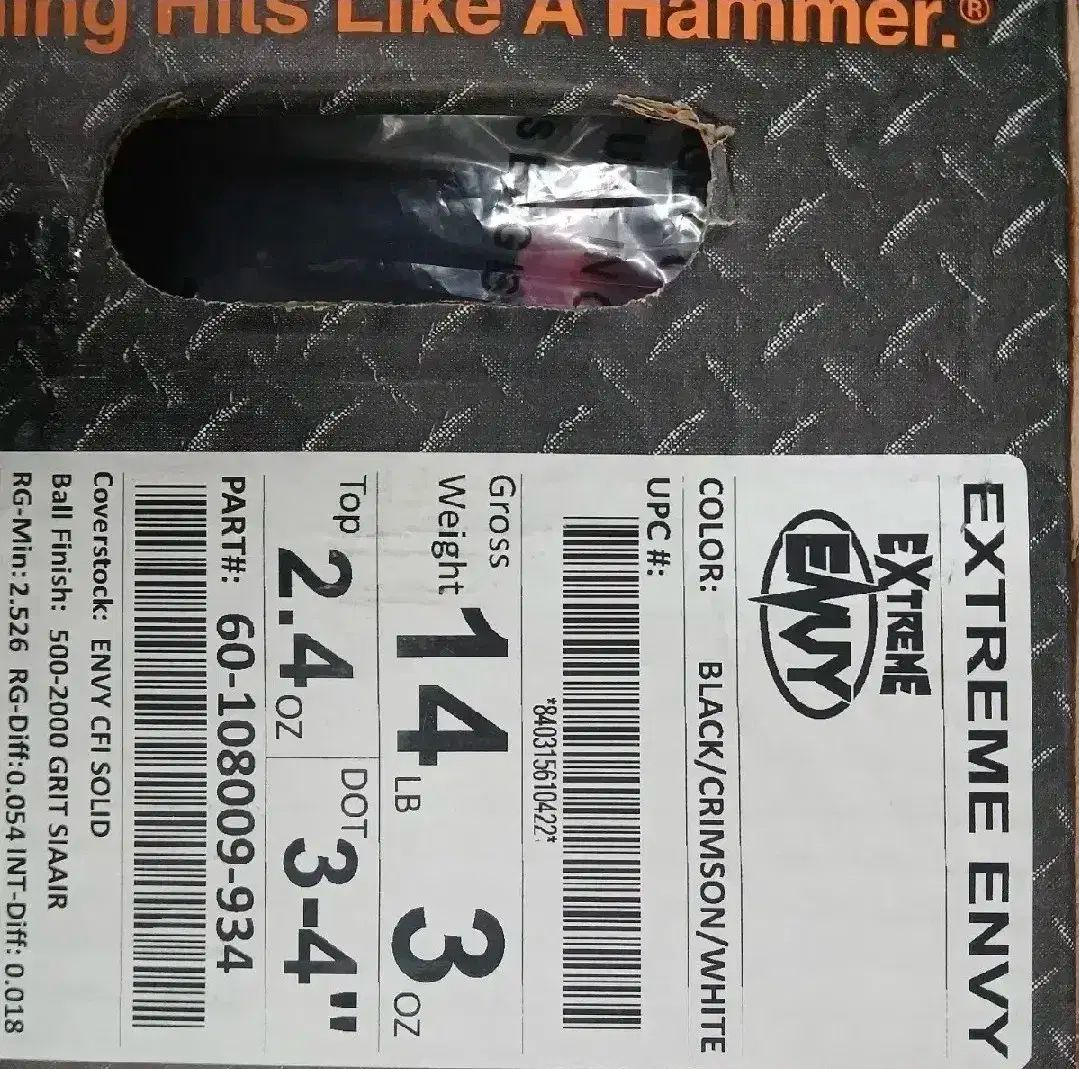 ing Hits Like A Hammer.®
EXTREME ENVY
EXTREME
ENVY
COLOR: BLACK/CRIMSON/WHITE
UPC #:
*840315610422*
Gross Weight 14 LB 3 OZ
Top 2.4 OZ DOT 3-4"
PART#: 60-108009-934
Coverstock: ENVY CFI SOLID
Ball Finish: 500-2000 GRIT SIAAIR
RG-Min:2.526 RG-Diff:0.054 INT-Diff: 0.018